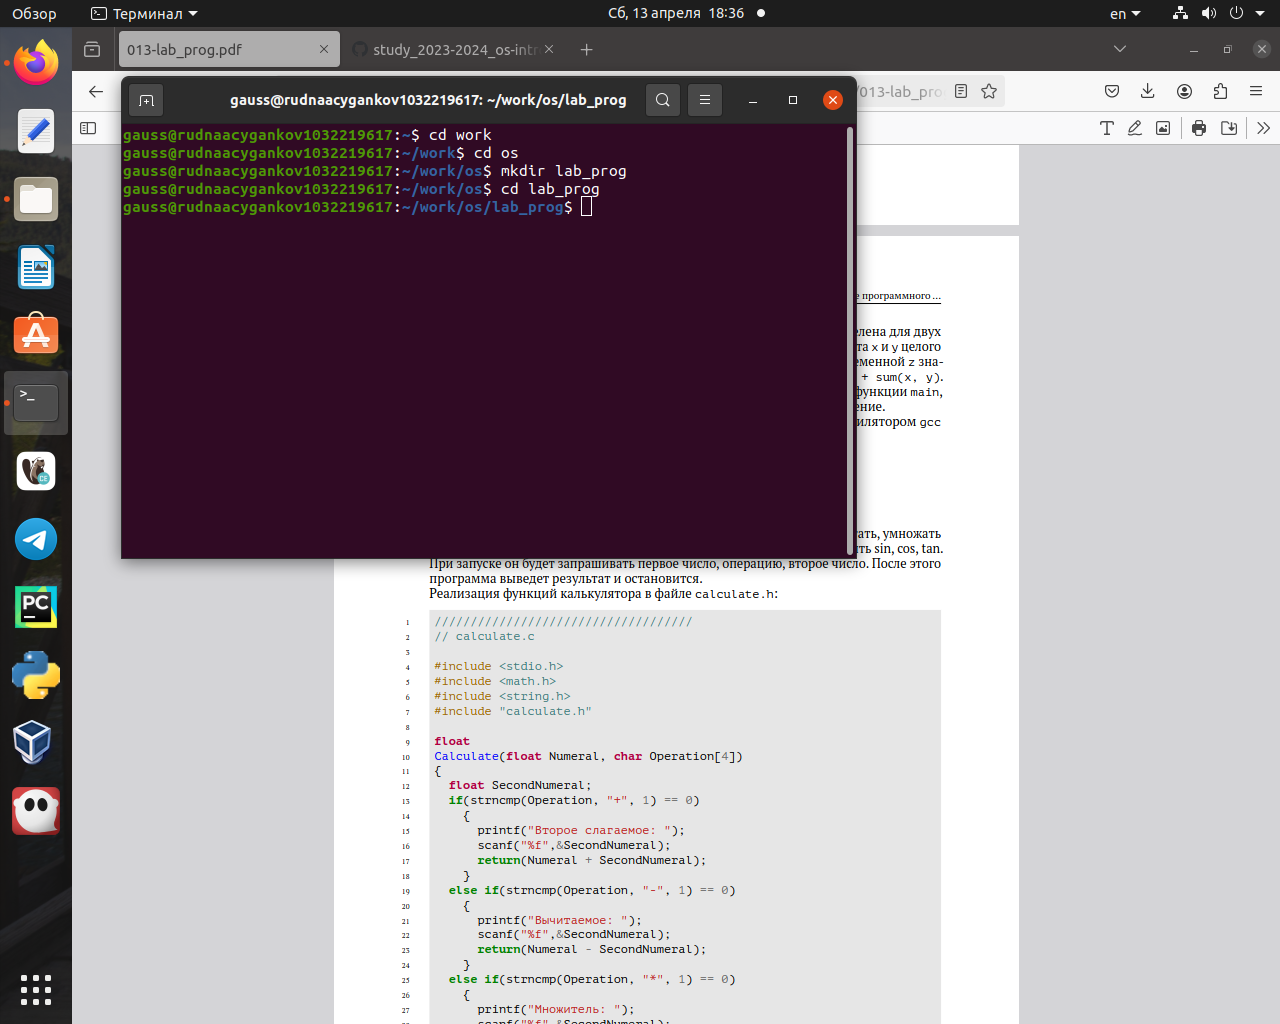 Обзор
Терминал
Сб, 13 апреля 18:36
en
013-lab_prog.pdf
study_2023-2024_os-intr
/013-lab_pro
gauss@rudnaacygankov1032219617: ~/work/os/lab_prog
gauss@rudnaacygankov1032219617:~$ cd work
gauss@rudnaacygankov1032219617:~/work$ cd os
gauss@rudnaacygankov1032219617:~/work/os$ mkdir lab_prog
gauss@rudnaacygankov1032219617:~/work/os$ cd lab_prog
gauss@rudnaacygankov1032219617:~/work/os/lab_prog$
е программного ...
елена для двух
та x и y целого
еменной z зна-
+ sum(x, y).
функции main,
ение.
илятором gcc
ать, умножать
ть sin, cos, tan.
При запуске он будет запрашивать первое число, операцию, второе число. После этого
программа выведет результат и остановится.
Реализация функций калькулятора в файле calculate.h:
1 ////////////////////////////////////
2 // calculate.c
3
4 #include <stdio.h>
5 #include <math.h>
6 #include <string.h>
7 #include "calculate.h"
8
9 float
10 Calculate(float Numeral, char Operation[4])
11 {
12 float SecondNumeral;
13 if(strncmp(Operation, "+", 1) == 0)
14 {
15 printf("Второе слагаемое: ");
16 scanf("%f",&SecondNumeral);
17 return(Numeral + SecondNumeral);
18 }
19 else if(strncmp(Operation, "-", 1) == 0)
20 {
21 printf("Вычитаемое: ");
22 scanf("%f",&SecondNumeral);
23 return(Numeral - SecondNumeral);
24 }
25 else if(strncmp(Operation, "*", 1) == 0)
26 {
27 printf("Множитель: ");
scanf("%f",&SecondNumeral);
PC
CE
>_